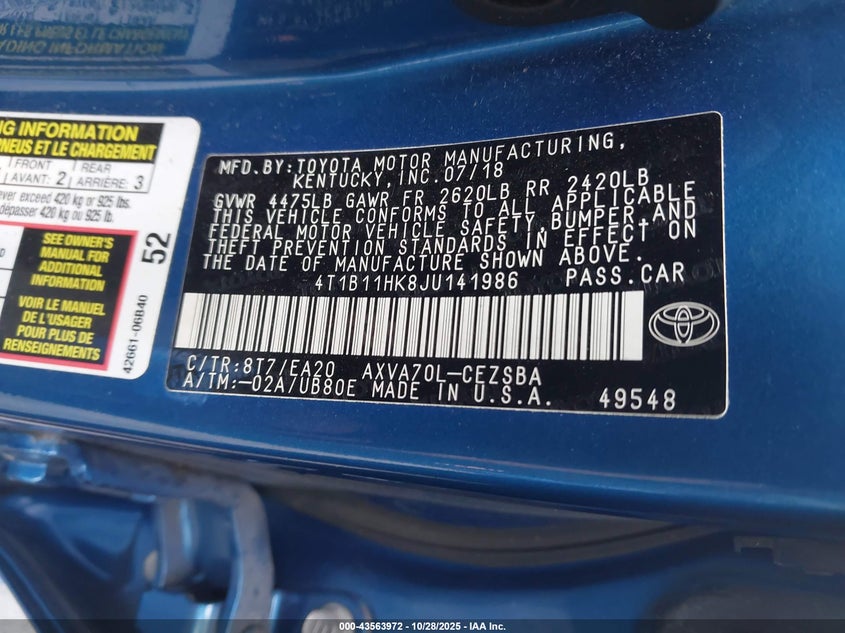 NG INFORMATION
PNEUS ET LE CHARGEMENT
FRONT
AVANT: 2
REAR
ARRIÈRE: 3
ever exceed 420 kg or 925 lbs.
dépasser 420 kg ou 925 lb.
SEE OWNER'S
MANUAL FOR
ADDITIONAL
INFORMATION
VOIR LE MANUEL
DE L'USAGER
POUR PLUS DE
RENSEIGNEMENTS
52
42661-06B40
MFD.BY:TOYOTA MOTOR MANUFACTURING,
KENTUCKY,INC.07/18
GVWR 4475LB GAWR FR 2620LB RR 2420LB
THIS VEHICLE CONFORMS TO ALL APPLICABLE
FEDERAL MOTOR VEHICLE SAFETY,BUMPER,AND
THEFT PREVENTION STANDARDS IN EFFECT ON
THE DATE OF MANUFACTURE SHOWN ABOVE.
4T1B11HK8JU141986 PASS.CAR
C/TR:8T7/EA20 AXVA70L-CEZSBA
A/TM:-02A/UB80E MADE IN U.S.A. 49548
000-43563972 | 10/28/2025 - IAA Inc.